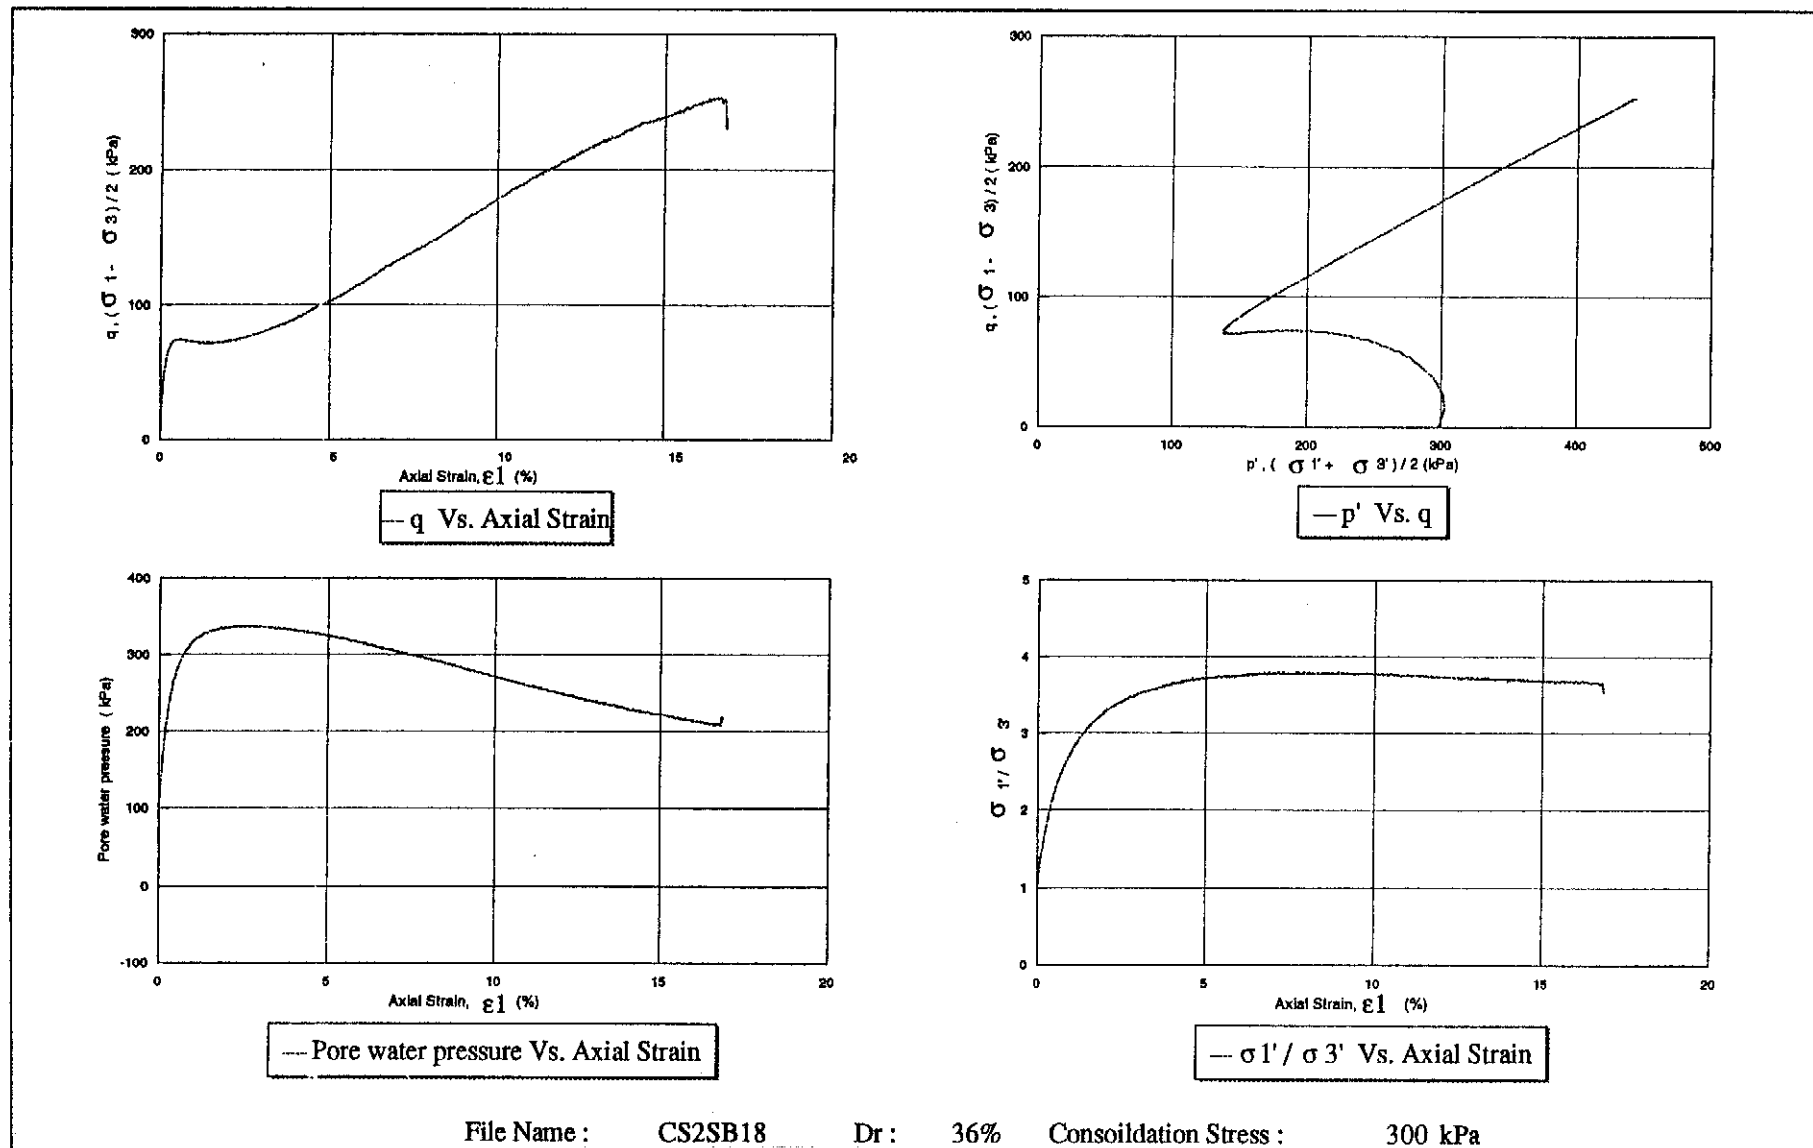 300
200
100
0
q, (σ 1 - σ 3) / 2 (kPa)
0 5 10 15 20
Axial Strain, ε1 (%)
--- q Vs. Axial Strain
300
200
100
0
q, (σ 1 - σ 3) / 2 (kPa)
0 100 200 300 400 500
p', ( σ 1' + σ 3' ) / 2 (kPa)
— p' Vs. q
400
300
200
100
0
-100
Pore water pressure ( kPa)
0 5 10 15 20
Axial Strain, ε1 (%)
--- Pore water pressure Vs. Axial Strain
5
4
3
2
1
0
σ 1' / σ 3'
0 5 10 15 20
Axial Strain, ε1 (%)
--- σ 1' / σ 3' Vs. Axial Strain
File Name : CS2SB18 Dr : 36% Consoildation Stress : 300 kPa